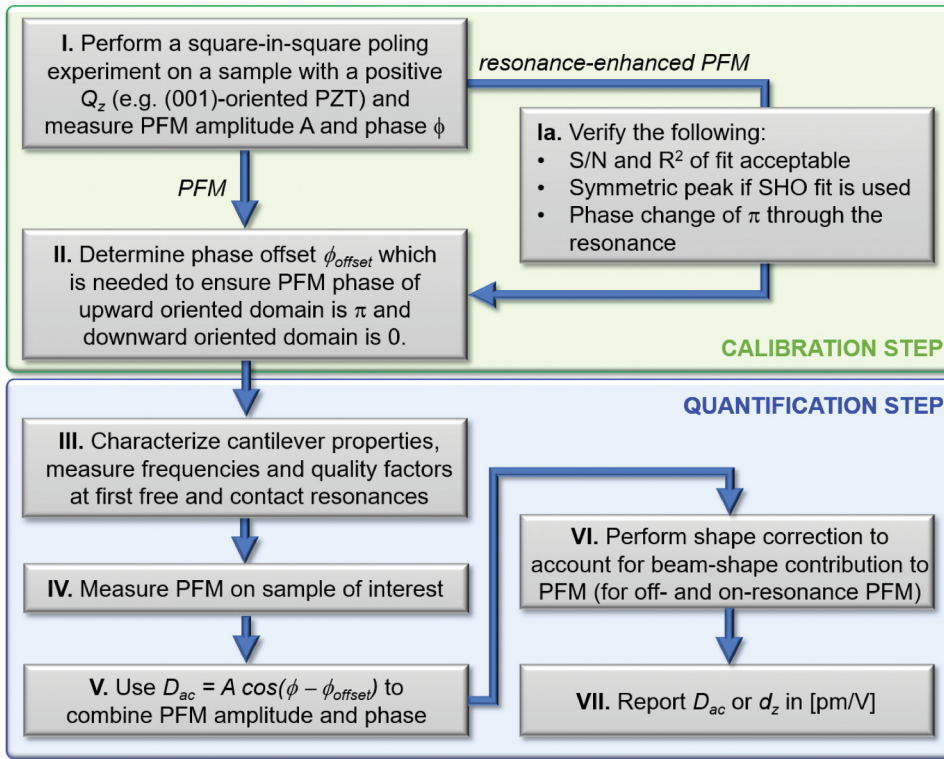 I. Perform a square-in-square poling
experiment on a sample with a positive
Qz (e.g. (001)-oriented PZT) and
measure PFM amplitude A and phase ϕ
resonance-enhanced PFM
Ia. Verify the following:
• S/N and R² of fit acceptable
• Symmetric peak if SHO fit is used
• Phase change of π through the
resonance
PFM
II. Determine phase offset ϕoffset which
is needed to ensure PFM phase of
upward oriented domain is π and
downward oriented domain is 0.
CALIBRATION STEP
QUANTIFICATION STEP
III. Characterize cantilever properties,
measure frequencies and quality factors
at first free and contact resonances
IV. Measure PFM on sample of interest
V. Use Dac = A cos(ϕ – ϕoffset) to
combine PFM amplitude and phase
VI. Perform shape correction to
account for beam-shape contribution to
PFM (for off- and on-resonance PFM)
VII. Report Dac or dz in [pm/V]